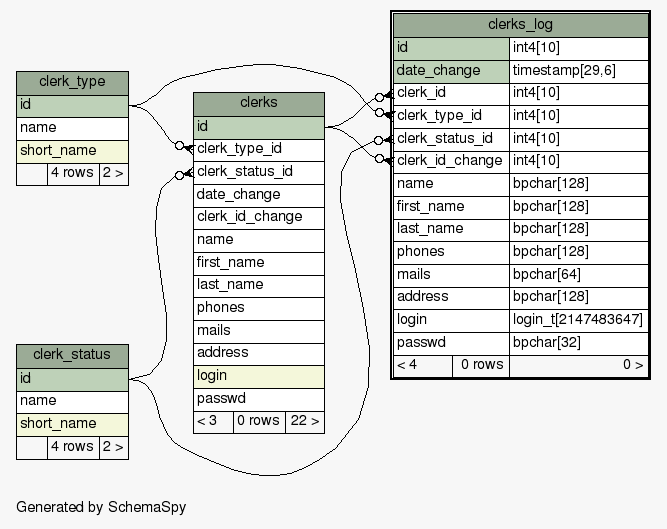 clerk_type
id
name
short_name
4 rows 2 >
clerk_status
id
name
short_name
4 rows 2 >
clerks
id
clerk_type_id
clerk_status_id
date_change
clerk_id_change
name
first_name
last_name
phones
mails
address
login
passwd
< 3 0 rows 22 >
clerks_log
id int4[10]
date_change timestamp[29,6]
clerk_id int4[10]
clerk_type_id int4[10]
clerk_status_id int4[10]
clerk_id_change int4[10]
name bpchar[128]
first_name bpchar[128]
last_name bpchar[128]
phones bpchar[128]
mails bpchar[64]
address bpchar[128]
login login_t[2147483647]
passwd bpchar[32]
< 4 0 rows 0 >
Generated by SchemaSpy